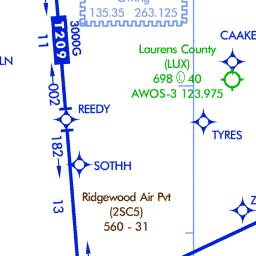 135.35 263.125
T209
11
3000G
Laurens County
(LUX)
698 Ⓛ 40
AWOS-3 123.975
CAAKE
LN
002
REEDY
TYRES
182
SOTHH
13
Ridgewood Air Pvt
(2SC5)
560 - 31
Z